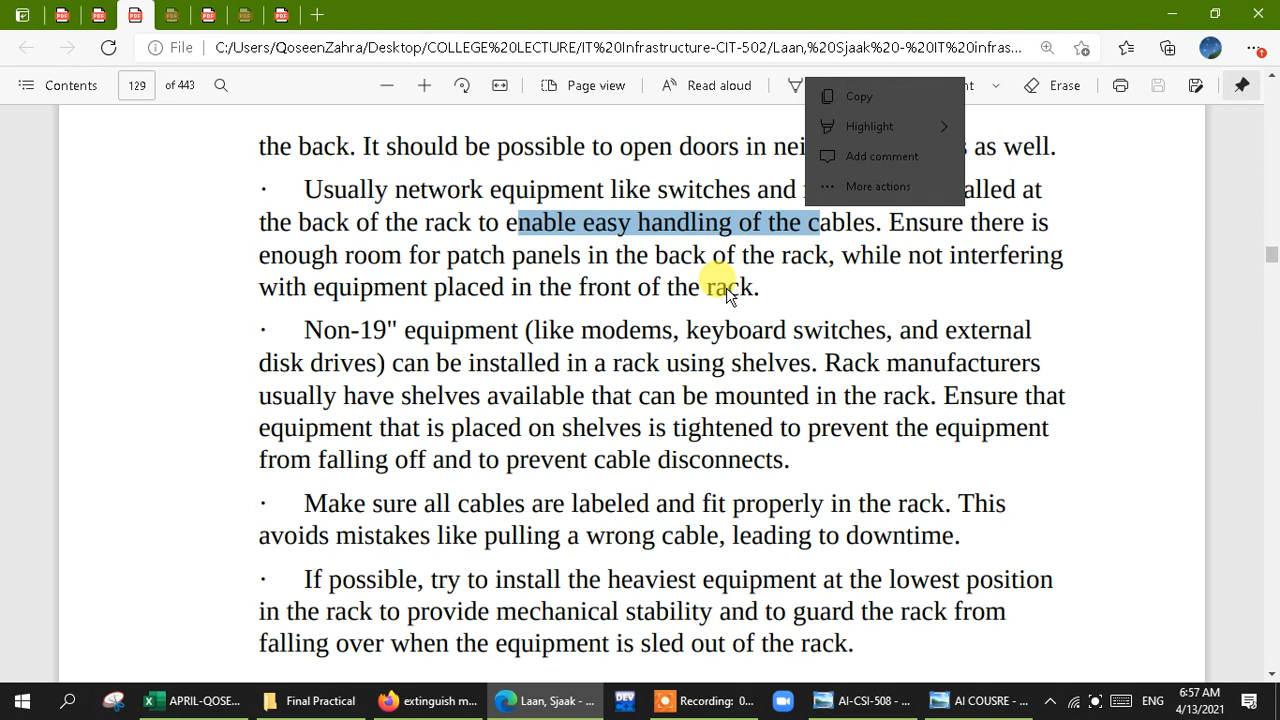 File
C:/Users/QoseenZahra/Desktop/COLLEGE%20LECTURE/IT%20Infrastructure-CIT-502/Laan,%20Sjaak%20-%20IT%20infras...
Contents
129 of 443
Page view
Read aloud
Erase
Copy
Highlight
Add comment
More actions
the back. It should be possible to open doors in nei as well.
· Usually network equipment like switches and alled at
the back of the rack to enable easy handling of the cables. Ensure there is
enough room for patch panels in the back of the rack, while not interfering
with equipment placed in the front of the rack.
· Non-19" equipment (like modems, keyboard switches, and external
disk drives) can be installed in a rack using shelves. Rack manufacturers
usually have shelves available that can be mounted in the rack. Ensure that
equipment that is placed on shelves is tightened to prevent the equipment
from falling off and to prevent cable disconnects.
· Make sure all cables are labeled and fit properly in the rack. This
avoids mistakes like pulling a wrong cable, leading to downtime.
· If possible, try to install the heaviest equipment at the lowest position
in the rack to provide mechanical stability and to guard the rack from
falling over when the equipment is sled out of the rack.
APRIL-QOSE...
Final Practical
extinguish m...
Laan, Sjaak - ...
DEV
Recording: 0...
AI-CSI-508 - ...
AI COUSRE - ...
ENG
6:57 AM
4/13/2021